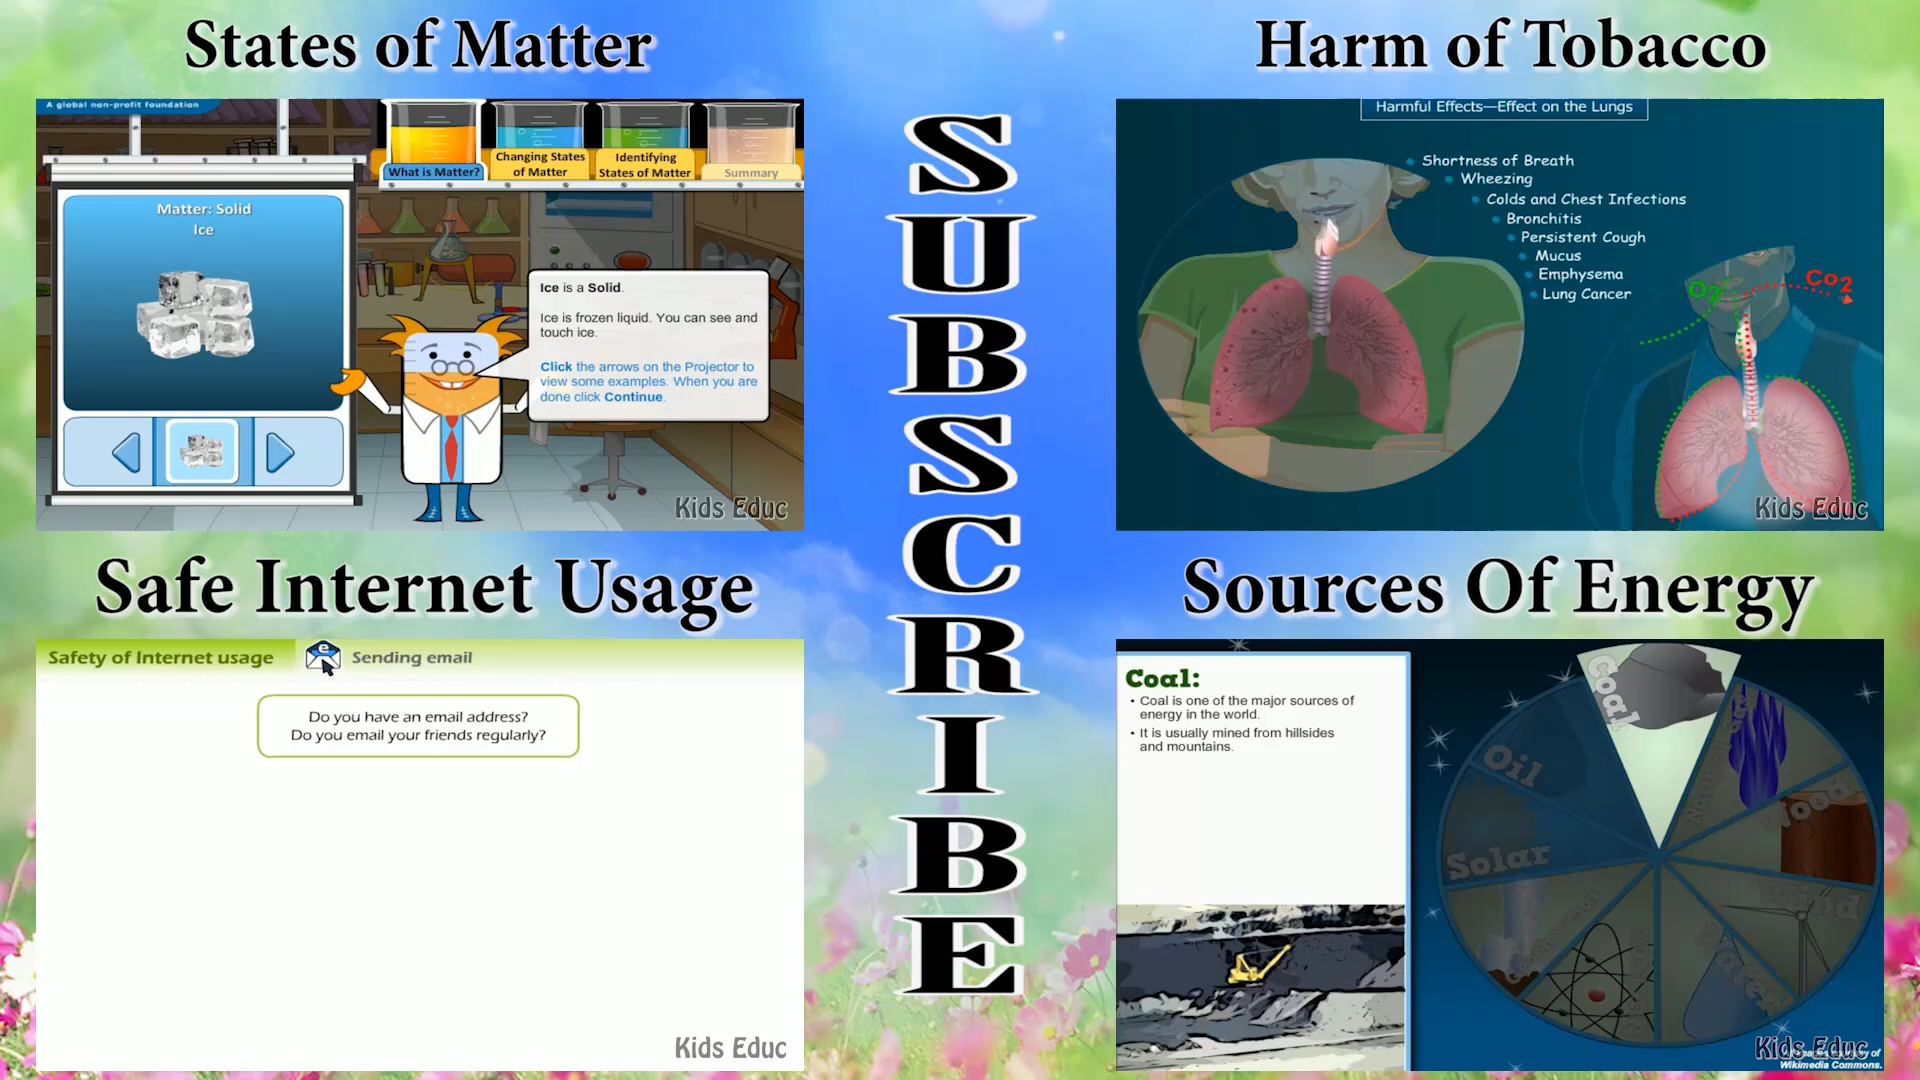 States of Matter
A global non-profit foundation
What is Matter?
Changing States
of Matter
Identifying
States of Matter
Summary
Matter: Solid
Ice
Ice is a Solid.
Ice is frozen liquid. You can see and
touch ice.
Click the arrows on the Projector to
view some examples. When you are
done click Continue.
Kids Educ
SUBSCRIBE
Harm of Tobacco
Harmful Effects—Effect on the Lungs
Shortness of Breath
Wheezing
Colds and Chest Infections
Bronchitis
Persistent Cough
Mucus
Emphysema
Lung Cancer
O2
Co2
Kids Educ
Safe Internet Usage
Safety of Internet usage
Sending email
Do you have an email address?
Do you email your friends regularly?
Kids Educ
Sources Of Energy
Coal:
• Coal is one of the major sources of
energy in the world.
• It is usually mined from hillsides
and mountains.
Coal
Oil
Solar
Wood
Wind
Water
Kids Educ
Wikimedia Commons.